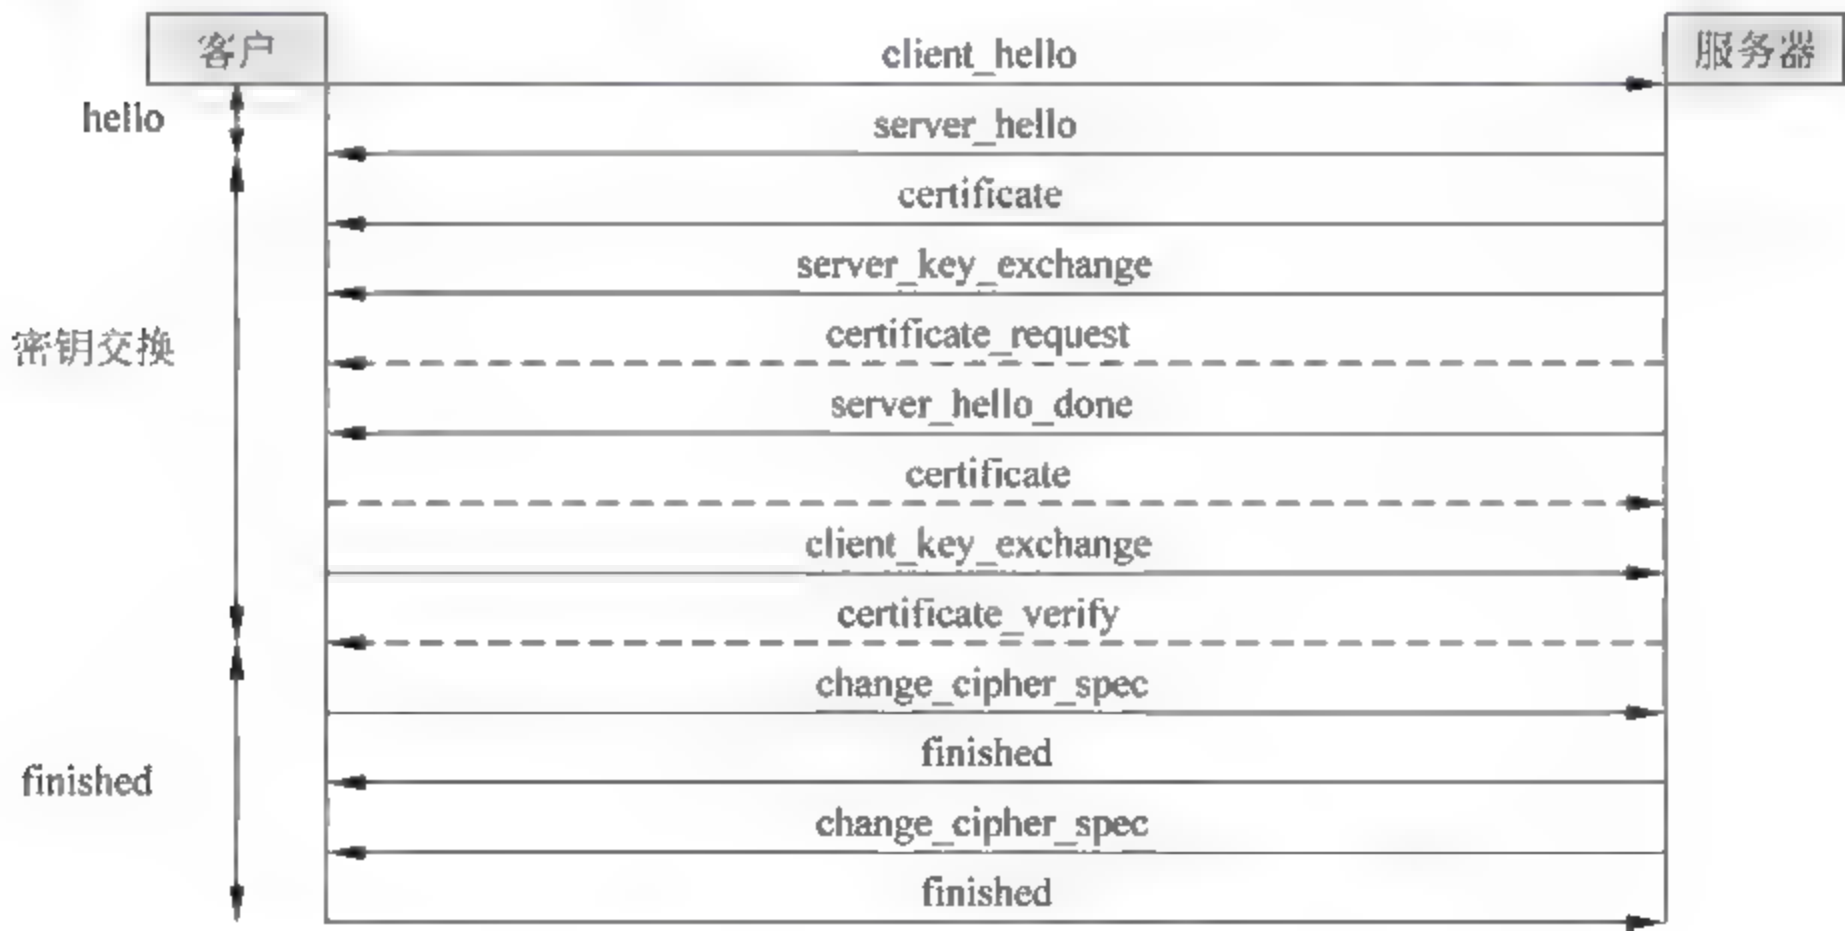 客户
服务器
client_hello
hello
server_hello
certificate
server_key_exchange
密钥交换
certificate_request
server_hello_done
certificate
client_key_exchange
certificate_verify
change_cipher_spec
finished
finished
change_cipher_spec
finished